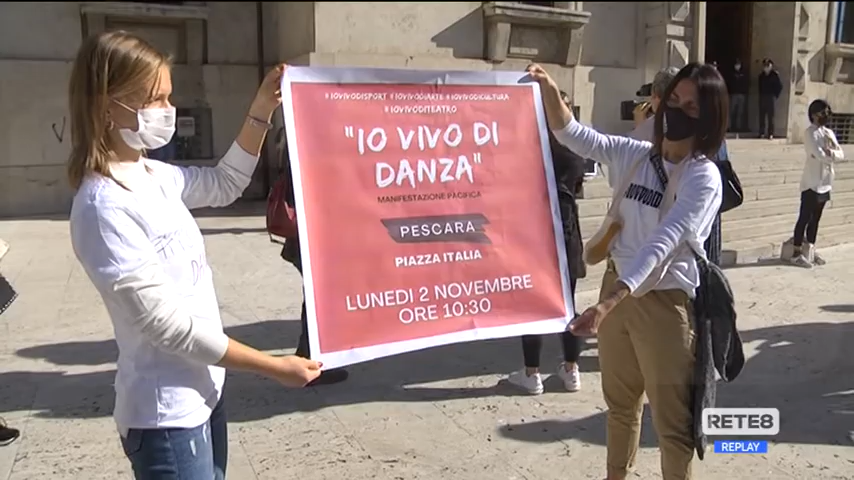 #IOVIVODISPORT #IOVIVODIARTE #IOVIVODICULTURA
#IOVIVODITEATRO
"IO VIVO DI
DANZA"
MANIFESTAZIONE PACIFICA
PESCARA
PIAZZA ITALIA
LUNEDI 2 NOVEMBRE
ORE 10:30
RETE8
REPLAY